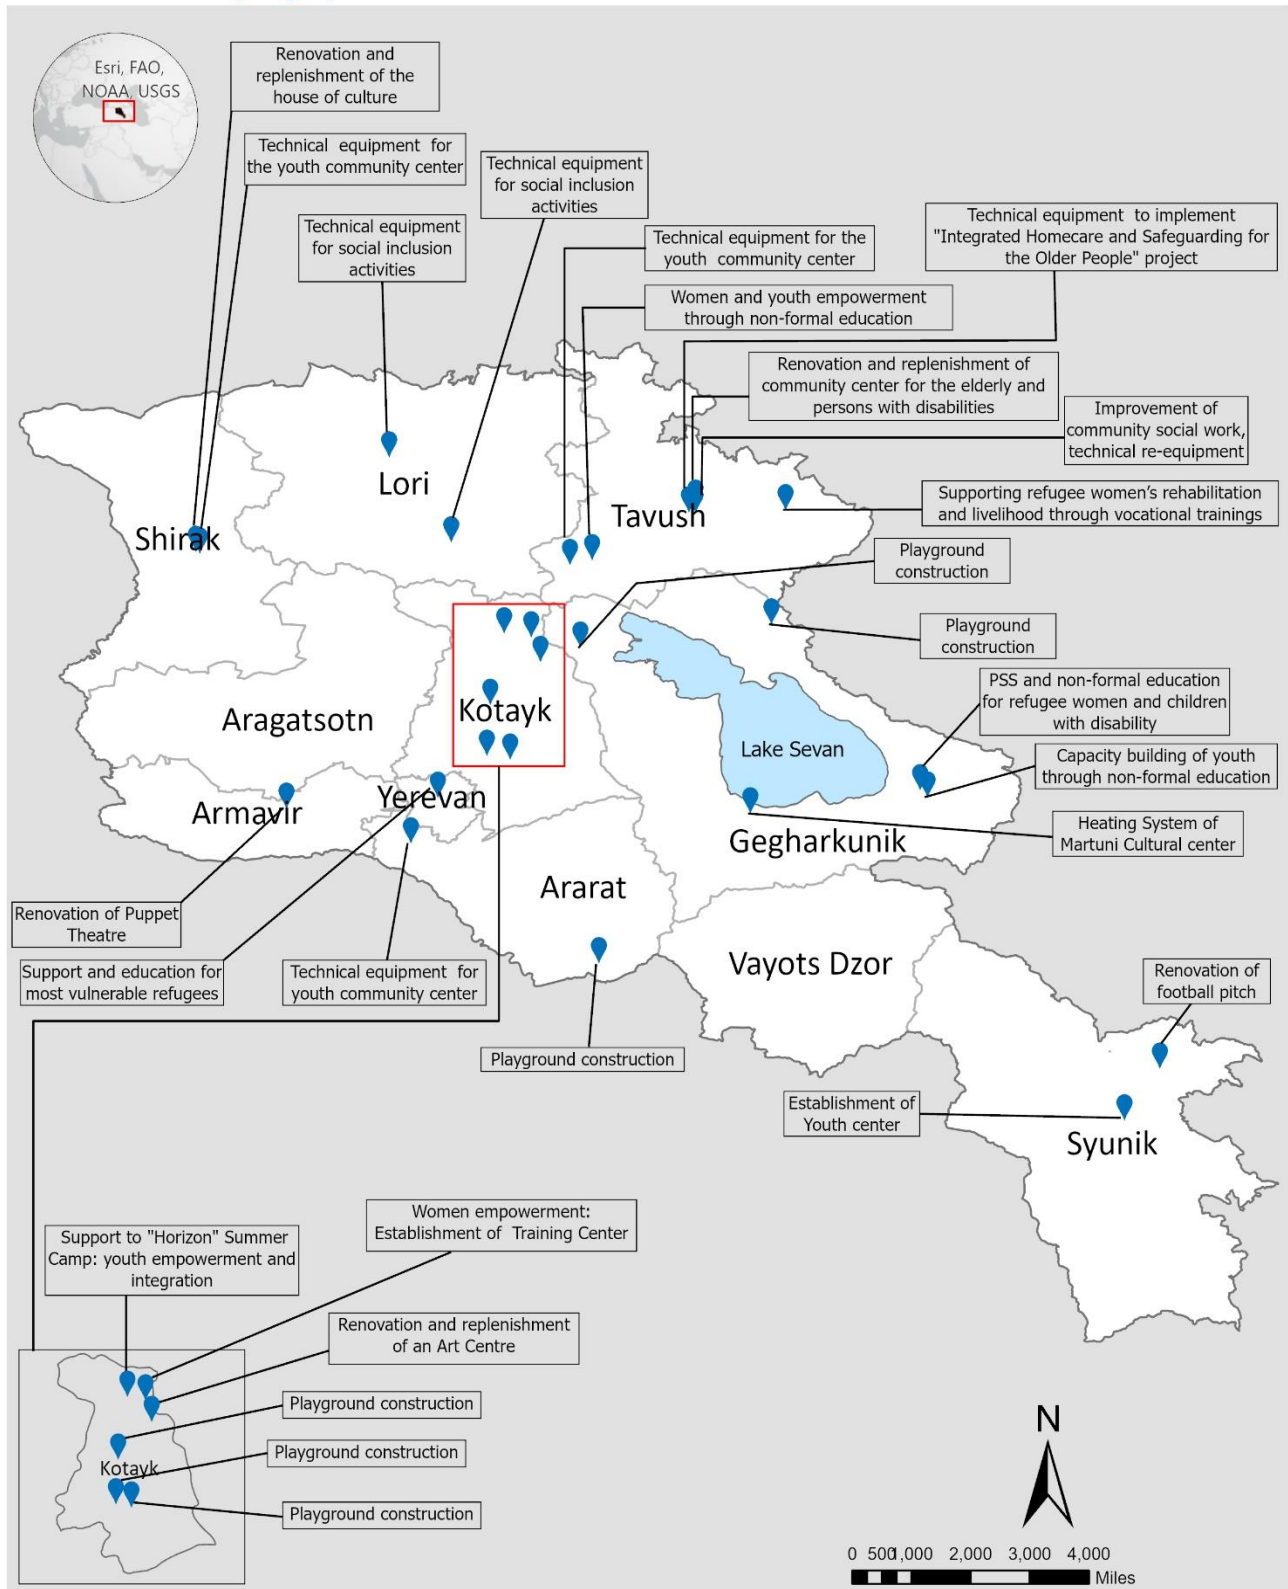 Esri, FAO,
NOAA, USGS
Renovation and
replenishment of the
house of culture
Technical equipment for
the youth community center
Technical equipment
for social inclusion
activities
Technical equipment
for social inclusion
activities
Technical equipment for the
youth community center
Women and youth empowerment
through non-formal education
Technical equipment to implement
"Integrated Homecare and Safeguarding for
the Older People" project
Renovation and replenishment of
community center for the elderly and
persons with disabilities
Improvement of
community social work,
technical re-equipment
Supporting refugee women's rehabilitation
and livelihood through vocational trainings
Playground
construction
Playground
construction
PSS and non-formal education
for refugee women and children
with disability
Capacity building of youth
through non-formal education
Heating System of
Martuni Cultural center
Lori
Shirak
Tavush
Kotayk
Aragatsotn
Lake Sevan
Armavir
Yerevan
Gegharkunik
Ararat
Vayots Dzor
Syunik
Renovation of Puppet
Theatre
Support and education for
most vulnerable refugees
Technical equipment for
youth community center
Playground construction
Renovation of
football pitch
Establishment of
Youth center
Support to "Horizon" Summer
Camp: youth empowerment and
integration
Women empowerment:
Establishment of Training Center
Renovation and replenishment
of an Art Centre
Playground construction
Playground construction
Playground construction
Kotayk
N
0 500 1,000 2,000 3,000 4,000
Miles